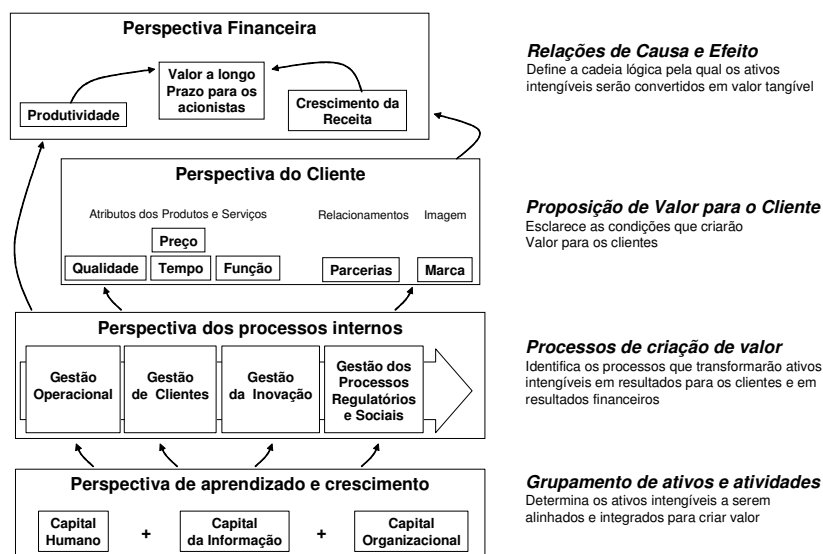 Perspectiva Financeira
Valor a longo
Prazo para os
acionistas
Produtividade
Crescimento da
Receita
Relações de Causa e Efeito
Define a cadeia lógica pela qual os ativos
intengíveis serão convertidos em valor tangível
Perspectiva do Cliente
Atributos dos Produtos e Serviços
Relacionamentos
Imagem
Preço
Qualidade
Tempo
Função
Parcerias
Marca
Proposição de Valor para o Cliente
Esclarece as condições que criarão
Valor para os clientes
Perspectiva dos processos internos
Gestão
Operacional
Gestão
de Clientes
Gestão
da Inovação
Gestão dos
Processos
Regulatórios
e Sociais
Processos de criação de valor
Identifica os processos que transformarão ativos
intengíveis em resultados para os clientes e em
resultados financeiros
Perspectiva de aprendizado e crescimento
Capital
Humano
+
Capital
da Informação
+
Capital
Organizacional
Grupamento de ativos e atividades
Determina os ativos intengíveis a serem
alinhados e integrados para criar valor